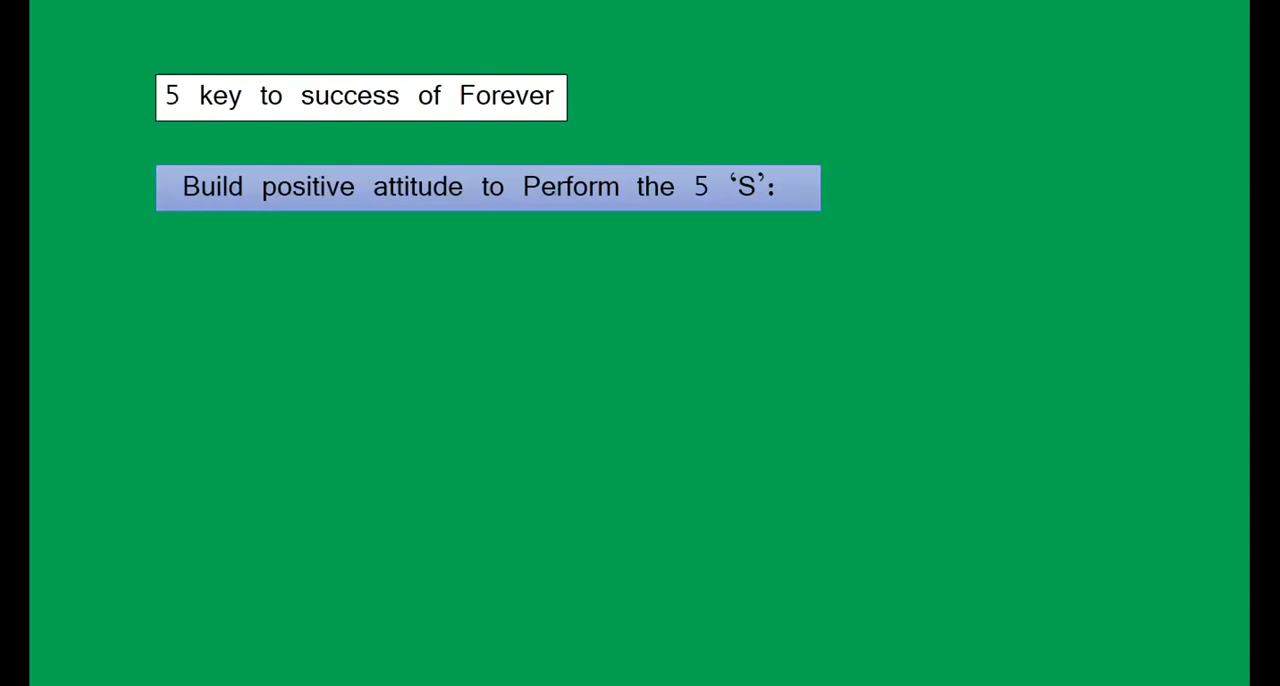 5 key to success of Forever
Build positive attitude to Perform the 5 ‘S’: